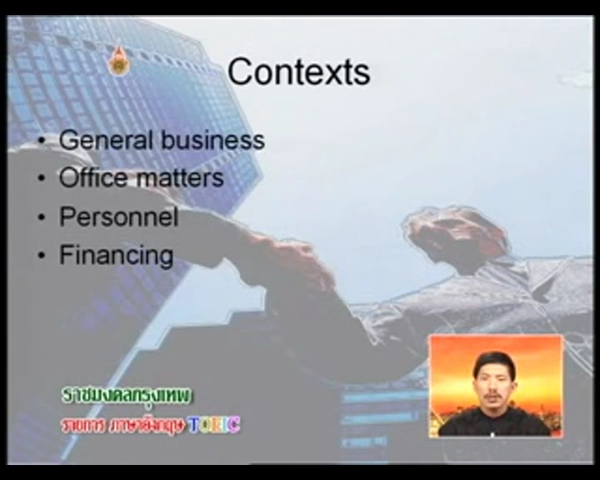 Contexts
• General business
• Office matters
• Personnel
• Financing
ราชมงคลกรุงเทพ
รายการ ภาษาอังกฤษ TOEIC